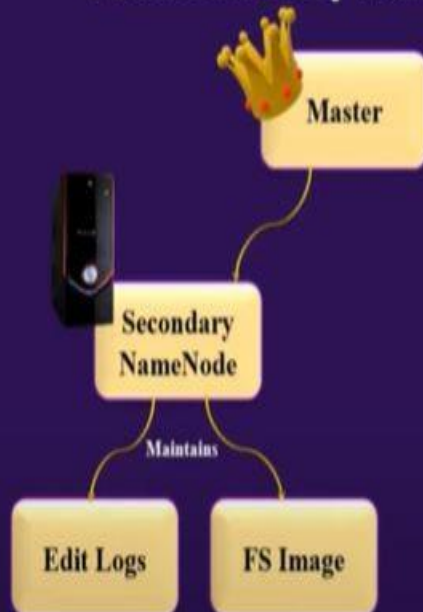 Master
Secondary
NameNode
Maintains
Edit Logs
FS Image